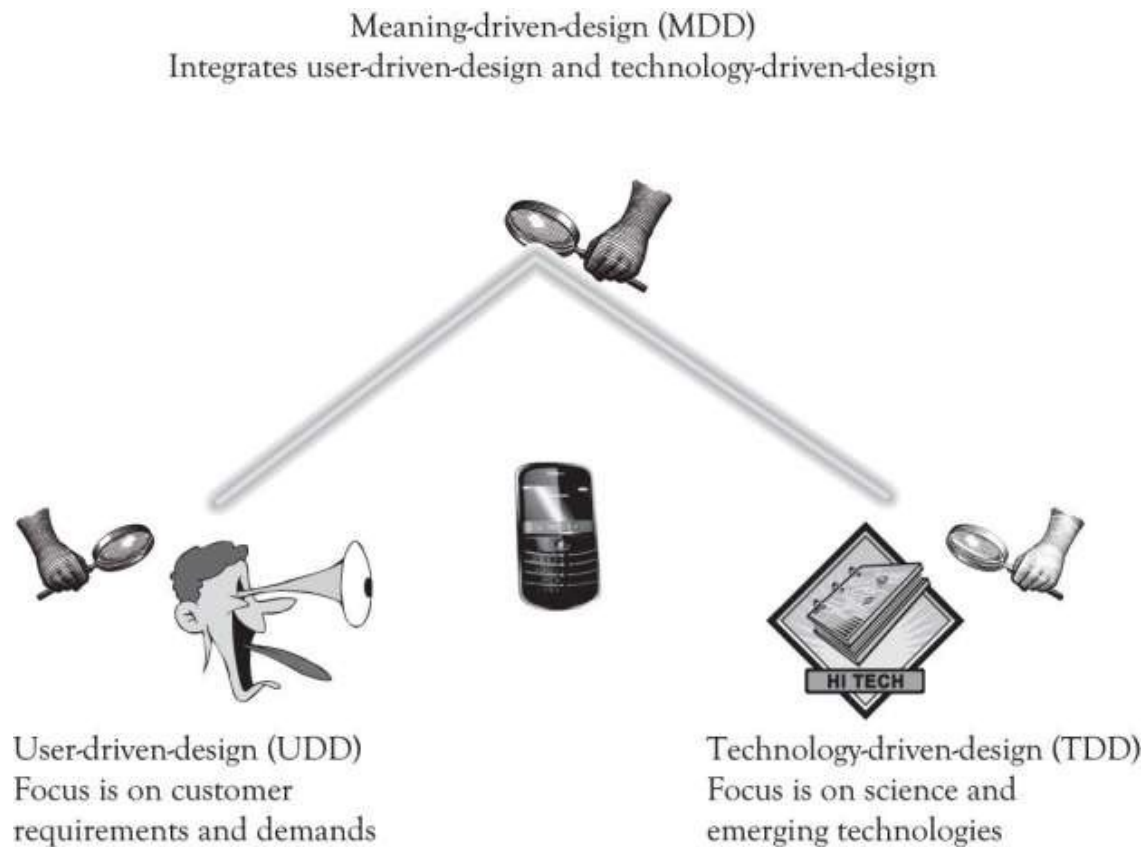 Meaning-driven-design (MDD)
Integrates user-driven-design and technology-driven-design
HI TECH
User-driven-design (UDD)
Focus is on customer
requirements and demands
Technology-driven-design (TDD)
Focus is on science and
emerging technologies